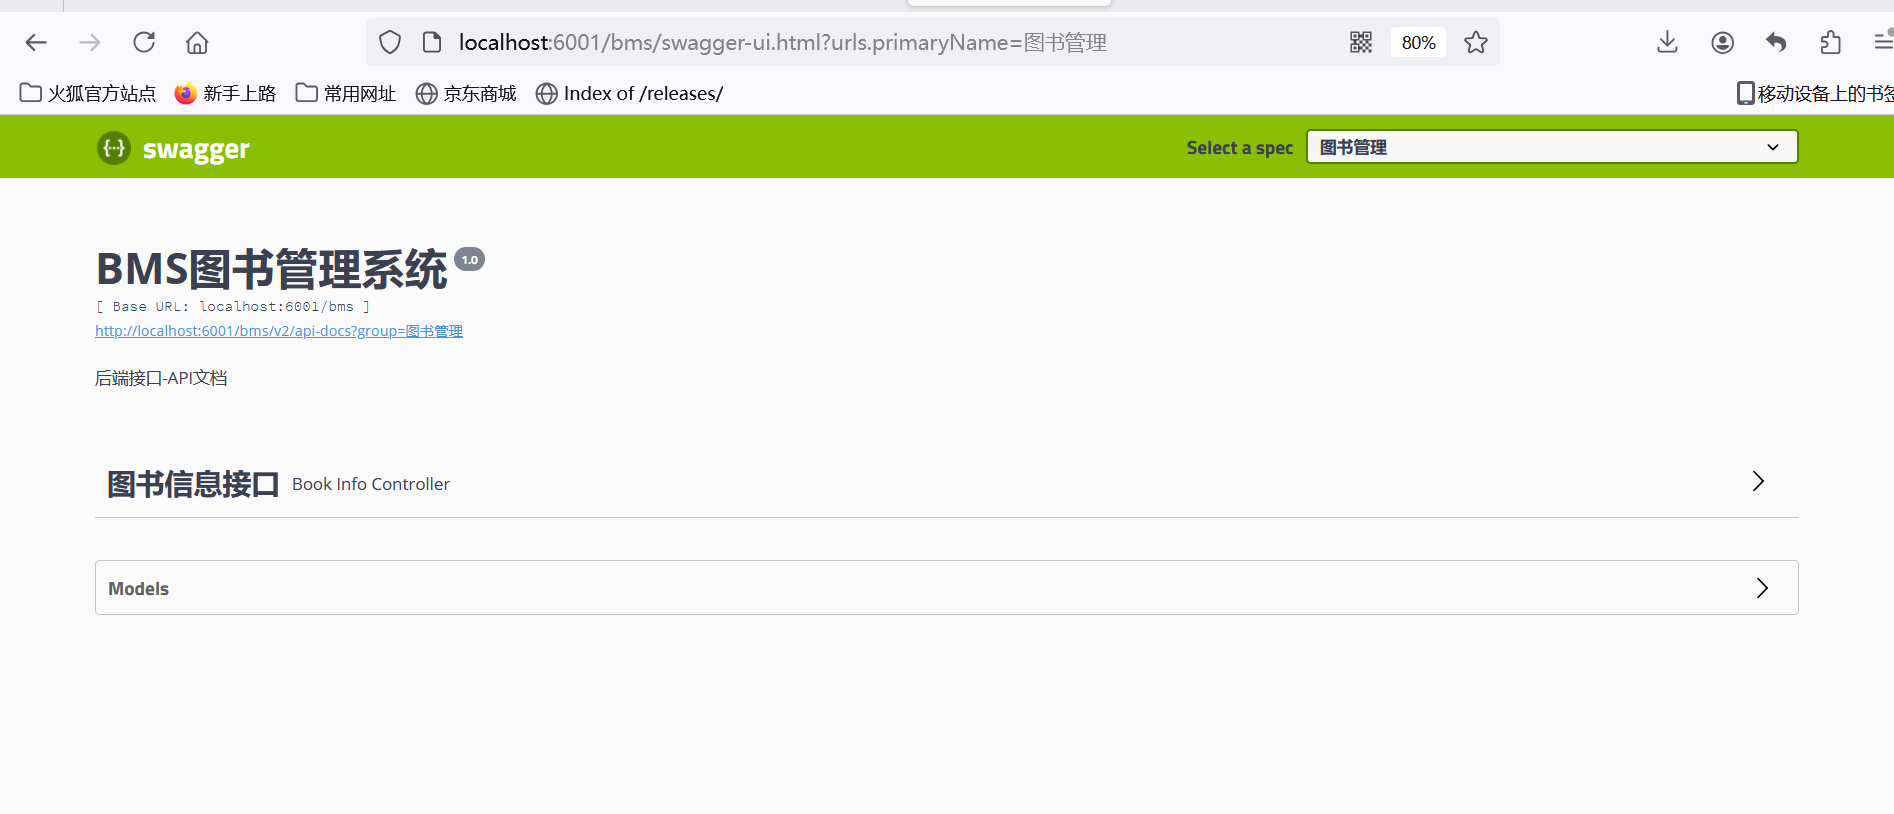 localhost:6001/bms/swagger-ui.html?urls.primaryName=图书管理
80%
火狐官方站点 新手上路 常用网址 京东商城 Index of /releases/ 移动设备上的书签
{···} swagger Select a spec 图书管理
BMS图书管理系统 1.0
[ Base URL: localhost:6001/bms ]
http://localhost:6001/bms/v2/api-docs?group=图书管理
后端接口-API文档
图书信息接口 Book Info Controller
Models